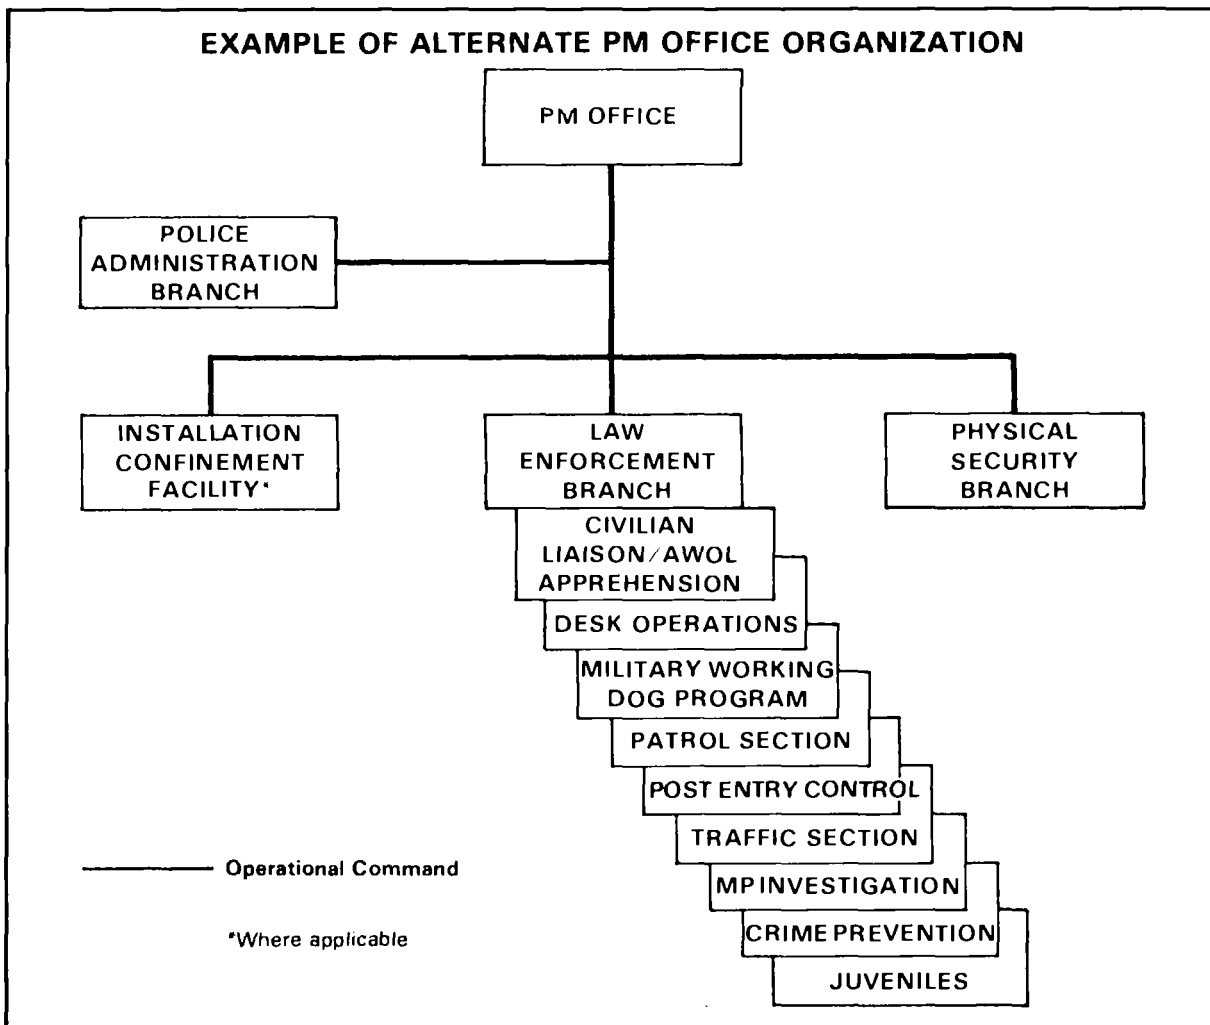 EXAMPLE OF ALTERNATE PM OFFICE ORGANIZATION
PM OFFICE
POLICE
ADMINISTRATION
BRANCH
INSTALLATION
CONFINEMENT
FACILITY*
LAW
ENFORCEMENT
BRANCH
PHYSICAL
SECURITY
BRANCH
CIVILIAN
LIAISON/AWOL
APPREHENSION
DESK OPERATIONS
MILITARY WORKING
DOG PROGRAM
PATROL SECTION
POST ENTRY CONTROL
TRAFFIC SECTION
MP INVESTIGATION
CRIME PREVENTION
JUVENILES
Operational Command
*Where applicable